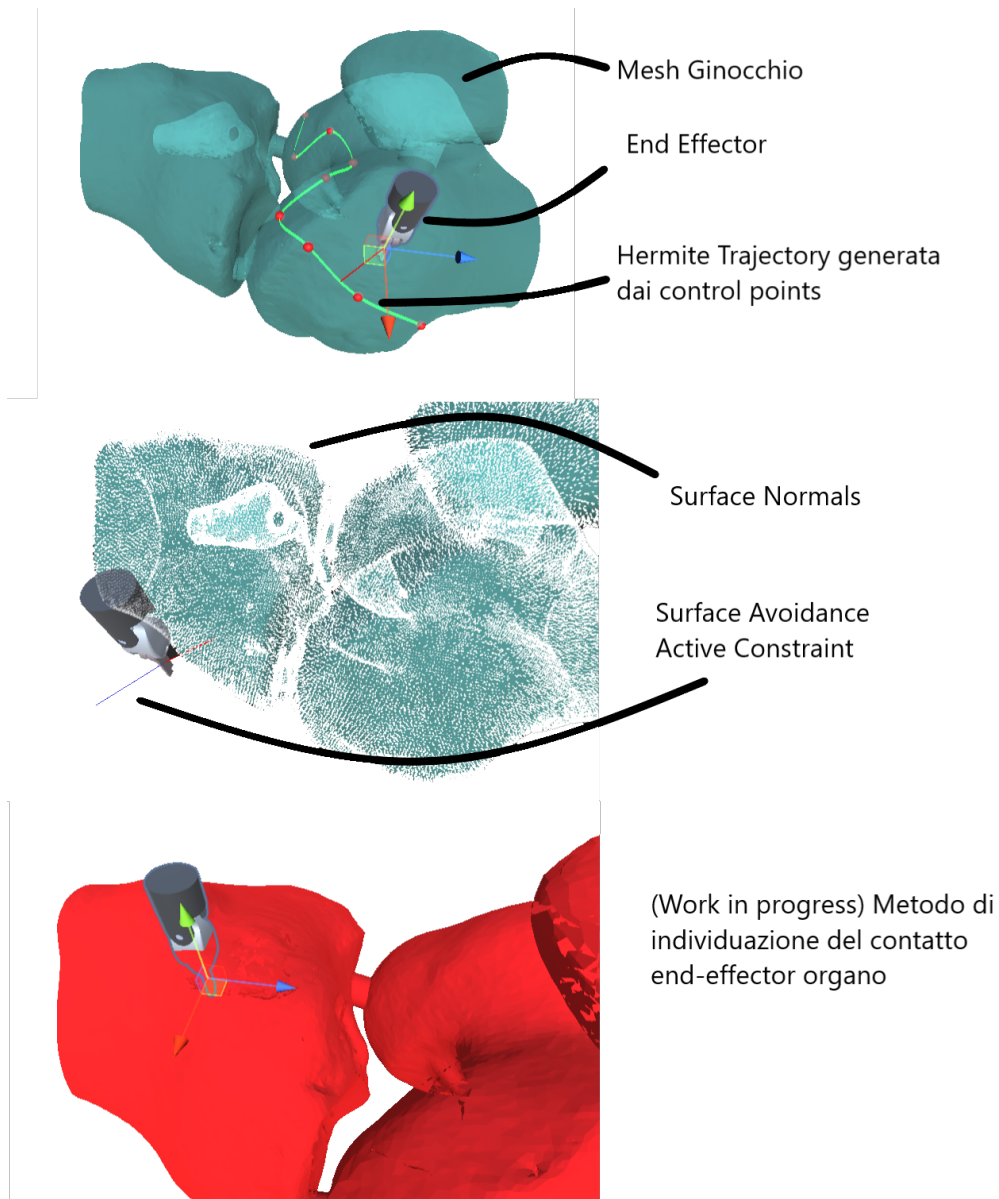 Mesh Ginocchio
End Effector
Hermite Trajectory generata
dai control points
Surface Normals
Surface Avoidance
Active Constraint
(Work in progress) Metodo di
individuazione del contatto
end-effector organo